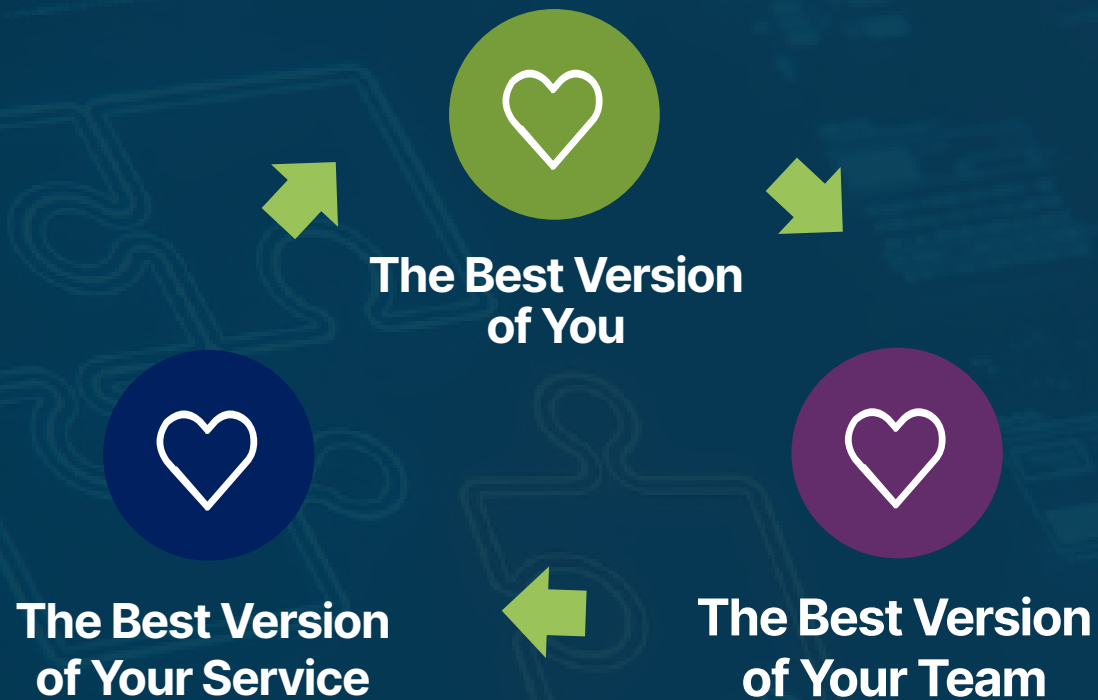 The Best Version
of You
The Best Version
of Your Service
The Best Version
of Your Team